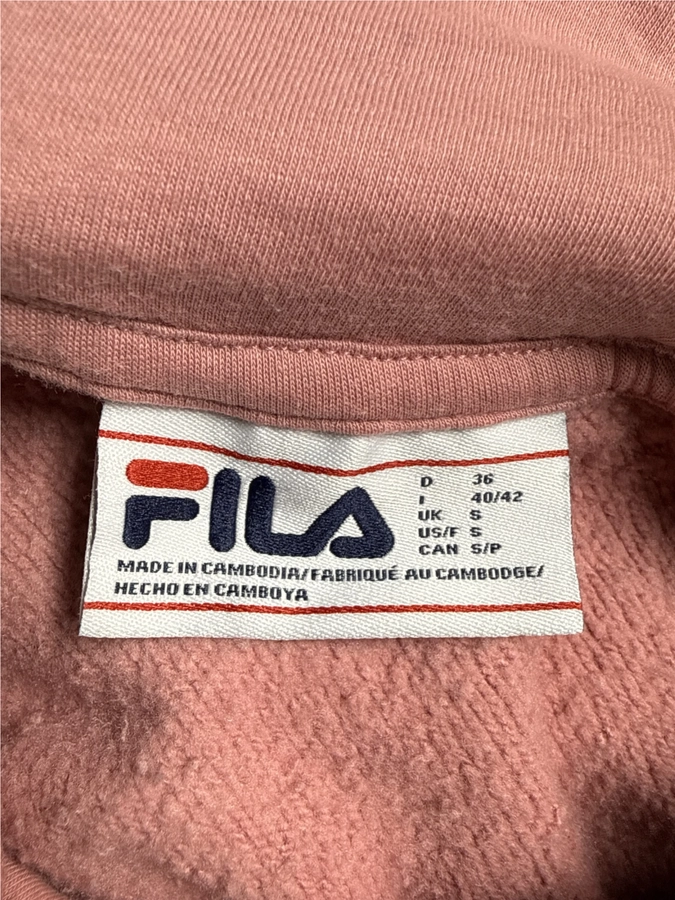 FILA
D 36
I 40/42
UK S
US/F S
CAN S/P
MADE IN CAMBODIA/FABRIQUÉ AU CAMBODGE/
HECHO EN CAMBOYA